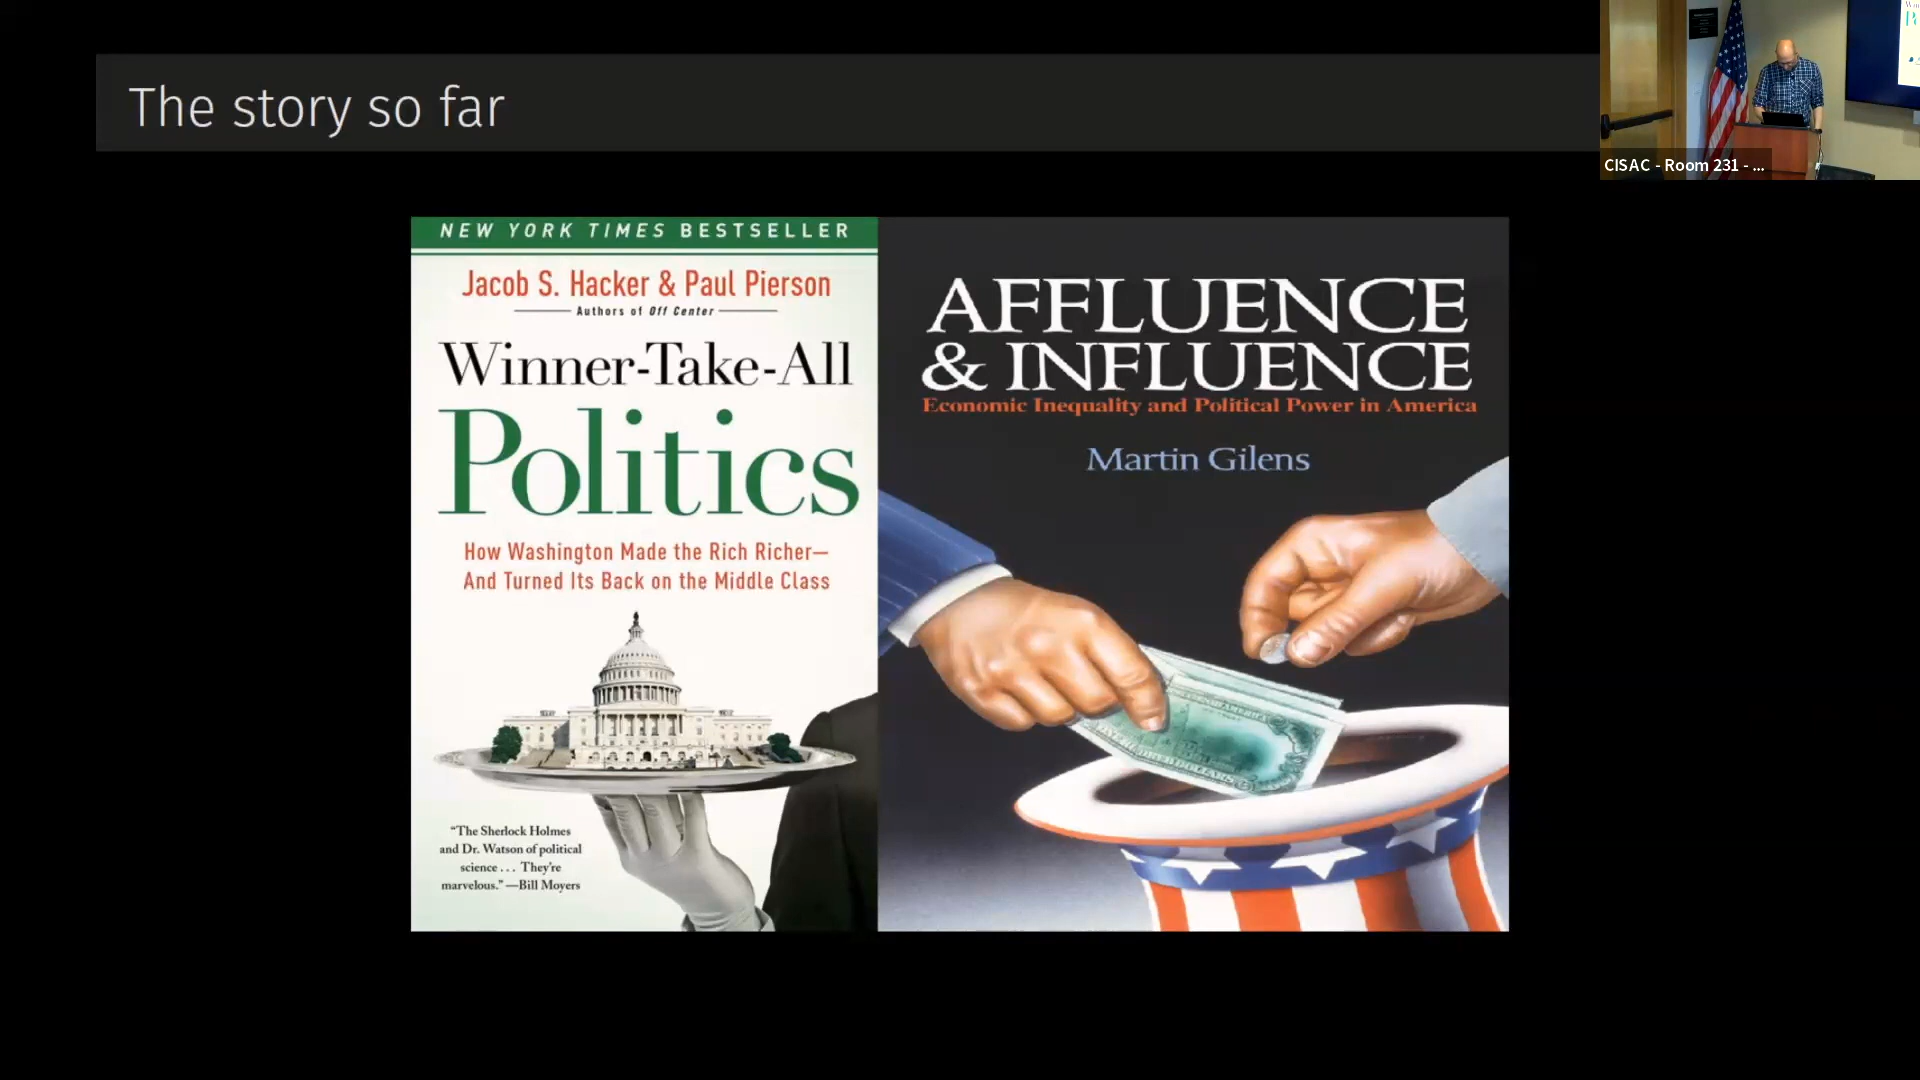 The story so far
CISAC - Room 231 - ...
NEW YORK TIMES BESTSELLER
Jacob S. Hacker & Paul Pierson
Authors of Off Center
Winner-Take-All
Politics
How Washington Made the Rich Richer—
And Turned Its Back on the Middle Class
“The Sherlock Holmes
and Dr. Watson of political
science . . . They’re
marvelous.” —Bill Moyers
AFFLUENCE
& INFLUENCE
Economic Inequality and Political Power in America
Martin Gilens